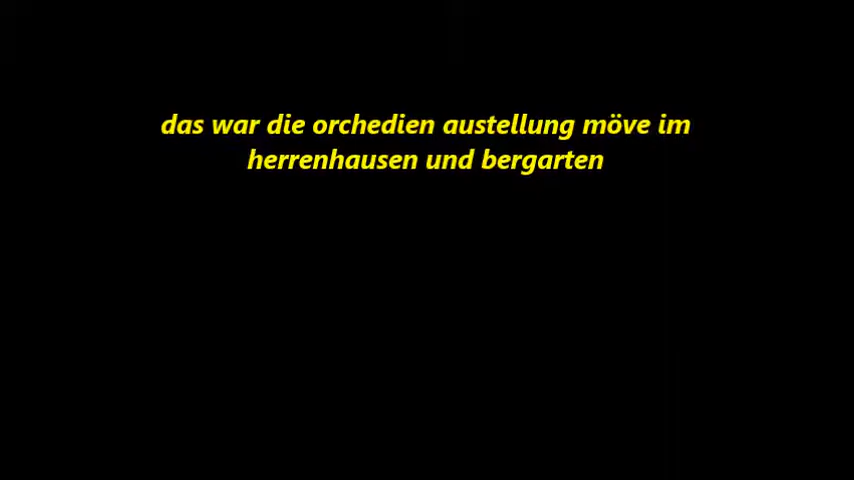 das war die orchedien austellung möve im
herrenhausen und bergarten